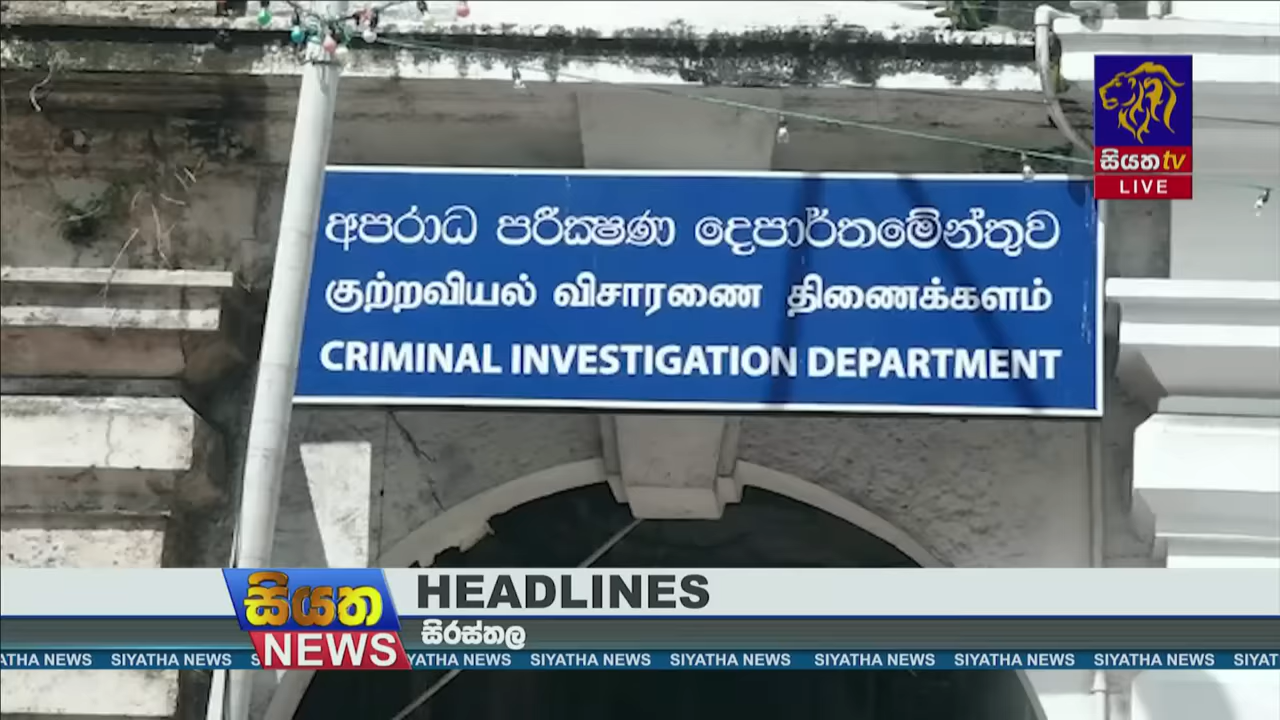 සියත tv
LIVE
අපරාධ පරීක්ෂණ දෙපාර්තමේන්තුව
குற்றவியல் விசாரணை திணைக்களம்
CRIMINAL INVESTIGATION DEPARTMENT
HEADLINES
සියත
NEWS
සිරස්තල
ATHA NEWS SIYATHA NEWS S YATHA NEWS SIYATHA NEWS SIYATHA NEWS SIYATHA NEWS SIYATHA NEWS SIYATHA NEWS SIYAT